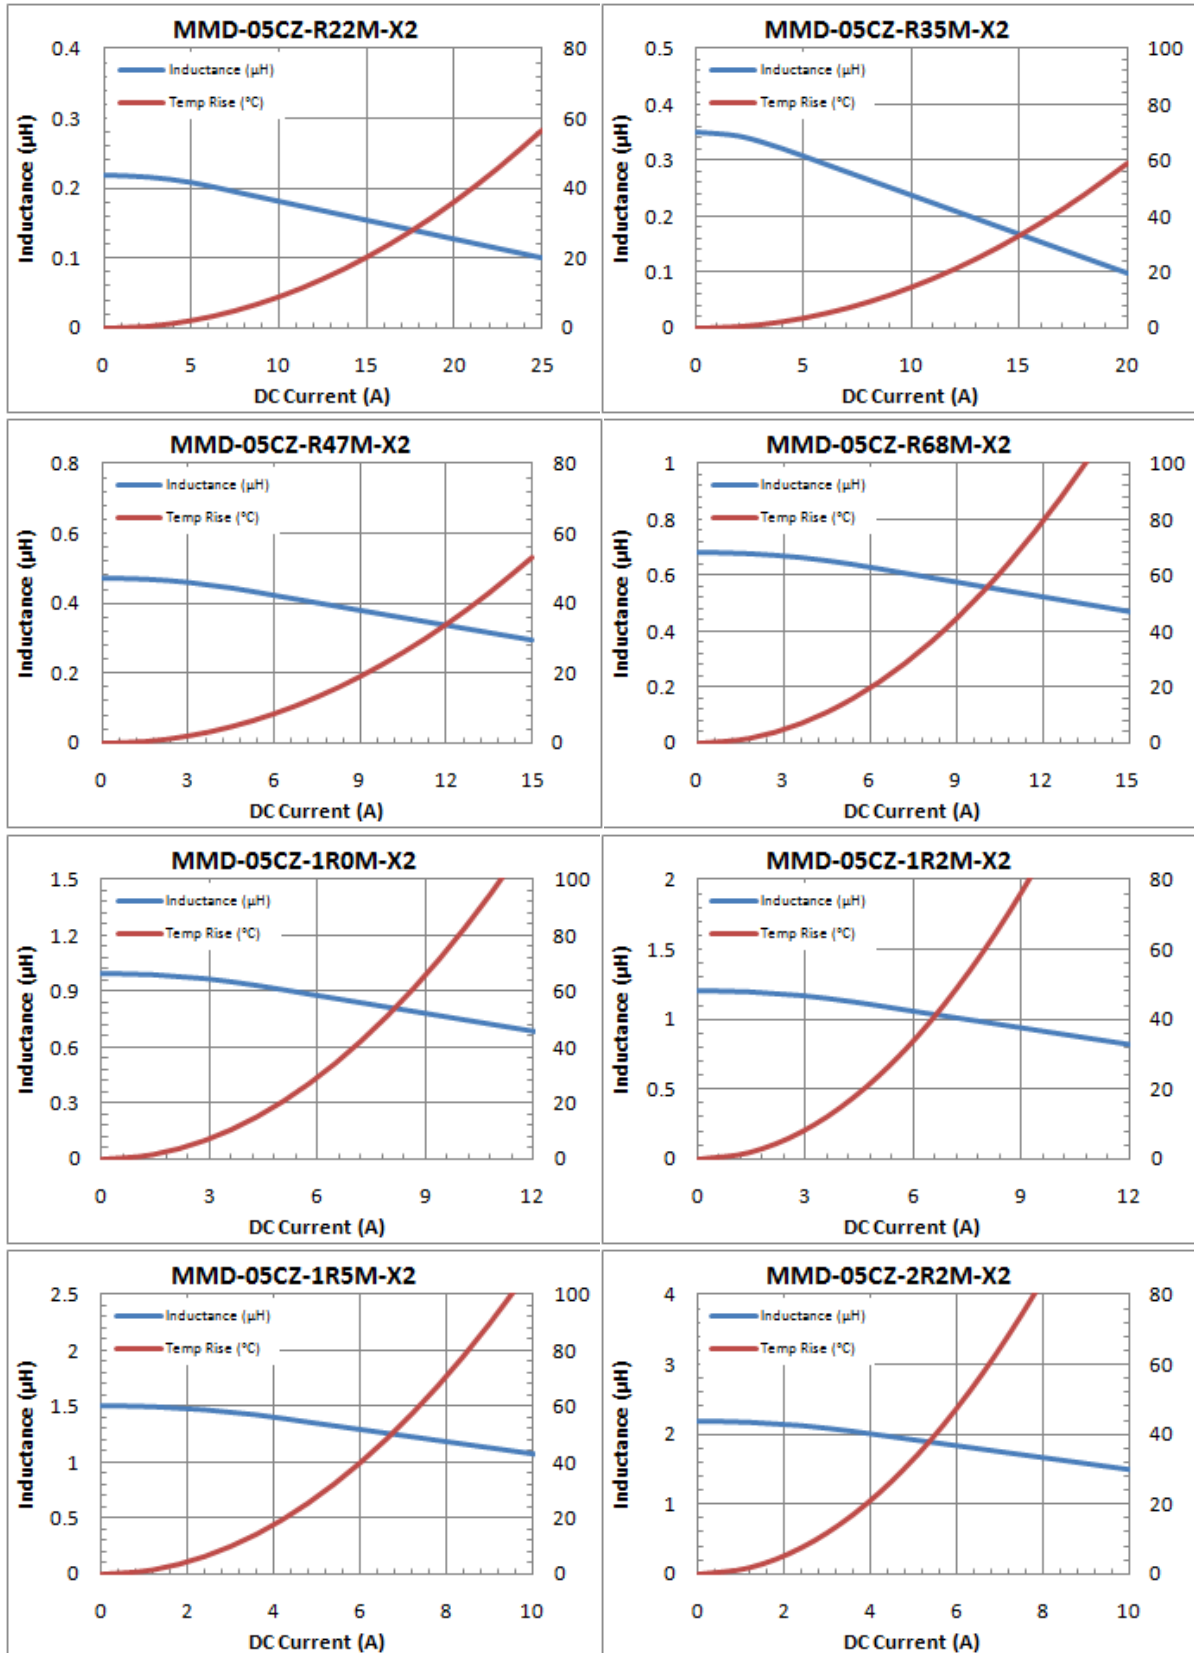 MMD-05CZ-R22M-X2
Inductance (µH)
Temp Rise (°C)
Inductance (µH)
0.4
0.3
0.2
0.1
0
80
60
40
20
0
0 5 10 15 20 25
DC Current (A)
MMD-05CZ-R35M-X2
Inductance (µH)
Temp Rise (°C)
Inductance (µH)
0.5
0.4
0.3
0.2
0.1
0
100
80
60
40
20
0
0 5 10 15 20
DC Current (A)
MMD-05CZ-R47M-X2
Inductance (µH)
Temp Rise (°C)
Inductance (µH)
0.8
0.6
0.4
0.2
0
80
60
40
20
0
0 3 6 9 12 15
DC Current (A)
MMD-05CZ-R68M-X2
Inductance (µH)
Temp Rise (°C)
Inductance (µH)
1
0.8
0.6
0.4
0.2
0
100
80
60
40
20
0
0 3 6 9 12 15
DC Current (A)
MMD-05CZ-1R0M-X2
Inductance (µH)
Temp Rise (°C)
Inductance (µH)
1.5
1.2
0.9
0.6
0.3
0
100
80
60
40
20
0
0 3 6 9 12
DC Current (A)
MMD-05CZ-1R2M-X2
Inductance (µH)
Temp Rise (°C)
Inductance (µH)
2
1.5
1
0.5
0
80
60
40
20
0
0 3 6 9 12
DC Current (A)
MMD-05CZ-1R5M-X2
Inductance (µH)
Temp Rise (°C)
Inductance (µH)
2.5
2
1.5
1
0.5
0
100
80
60
40
20
0
0 2 4 6 8 10
DC Current (A)
MMD-05CZ-2R2M-X2
Inductance (µH)
Temp Rise (°C)
Inductance (µH)
4
3
2
1
0
80
60
40
20
0
0 2 4 6 8 10
DC Current (A)